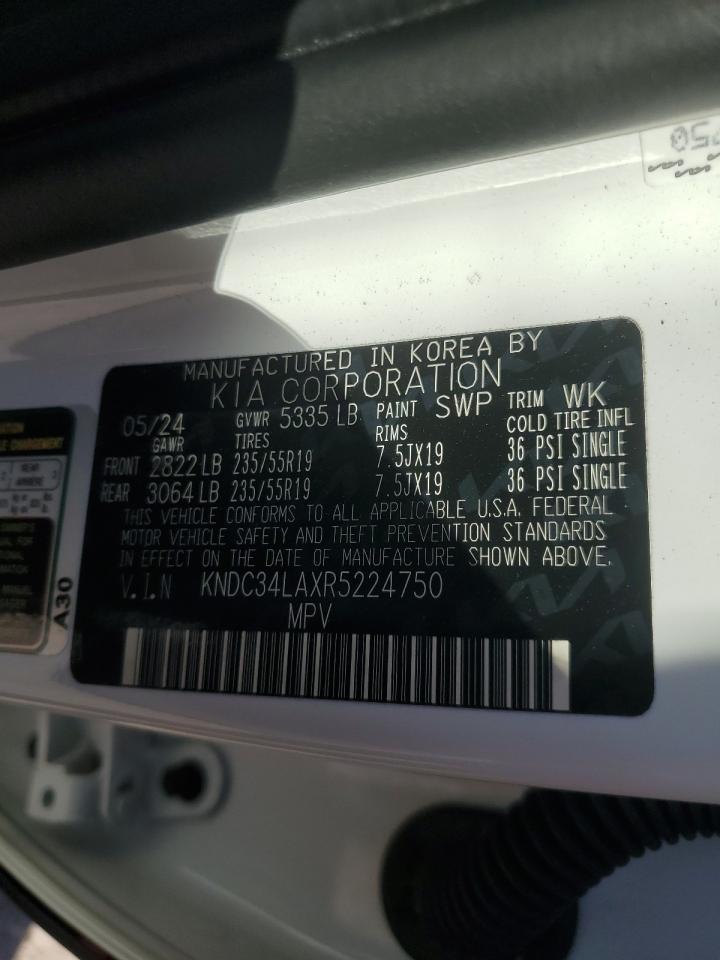 MANUFACTURED IN KOREA BY
KIA CORPORATION
05/24 GVWR 5335 LB PAINT SWP TRIM WK
GAWR TIRES RIMS COLD TIRE INFL
FRONT 2822 LB 235/55R19 7.5JX19 36 PSI SINGLE
REAR 3064 LB 235/55R19 7.5JX19 36 PSI SINGLE
THIS VEHICLE CONFORMS TO ALL APPLICABLE U.S.A. FEDERAL
MOTOR VEHICLE SAFETY AND THEFT PREVENTION STANDARDS
IN EFFECT ON THE DATE OF MANUFACTURE SHOWN ABOVE.
V.I.N KNDC34LAXR5224750
MPV
A30
REAR
ARRIÈRE